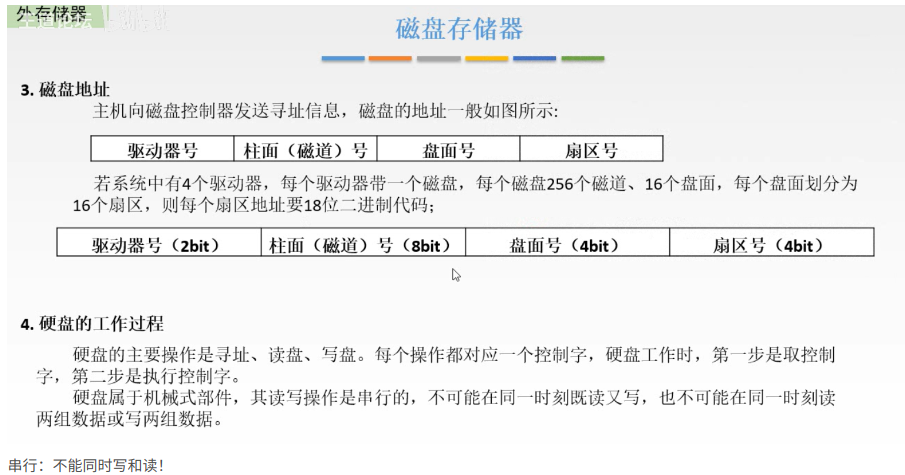 外存储器
磁盘存储器
3. 磁盘地址
主机向磁盘控制器发送寻址信息，磁盘的地址一般如图所示:
驱动器号 柱面（磁道）号 盘面号 扇区号
若系统中有4个驱动器，每个驱动器带一个磁盘，每个磁盘256个磁道、16个盘面，每个盘面划分为
16个扇区，则每个扇区地址要18位二进制代码；
驱动器号（2bit） 柱面（磁道）号（8bit） 盘面号（4bit） 扇区号（4bit）
4. 硬盘的工作过程
硬盘的主要操作是寻址、读盘、写盘。每个操作都对应一个控制字，硬盘工作时，第一步是取控制
字，第二步是执行控制字。
硬盘属于机械式部件，其读写操作是串行的，不可能在同一时刻既读又写，也不可能在同一时刻读
两组数据或写两组数据。
串行：不能同时写和读！